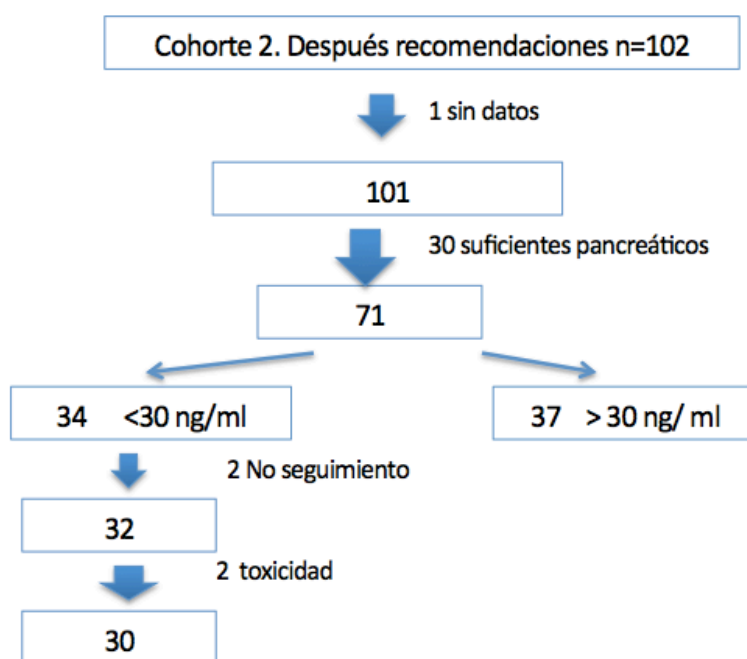 Cohorte 2. Después recomendaciones n=102
1 sin datos
101
30 suficientes pancreáticos
71
34 <30 ng/ml
37 > 30 ng/ ml
2 No seguimiento
32
2 toxicidad
30